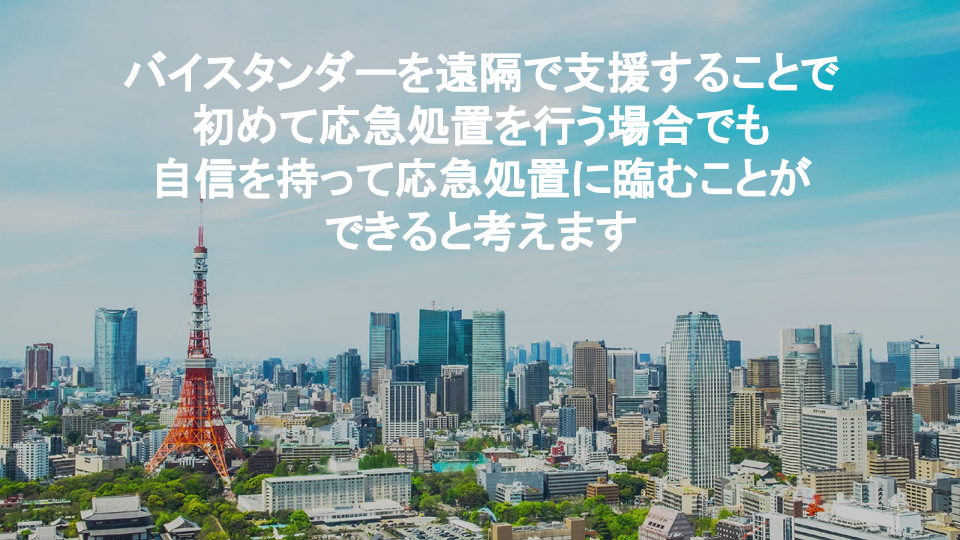 バイスタンダーを遠隔で支援することで
初めて応急処置を行う場合でも
自信を持って応急処置に臨むことが
できると考えます